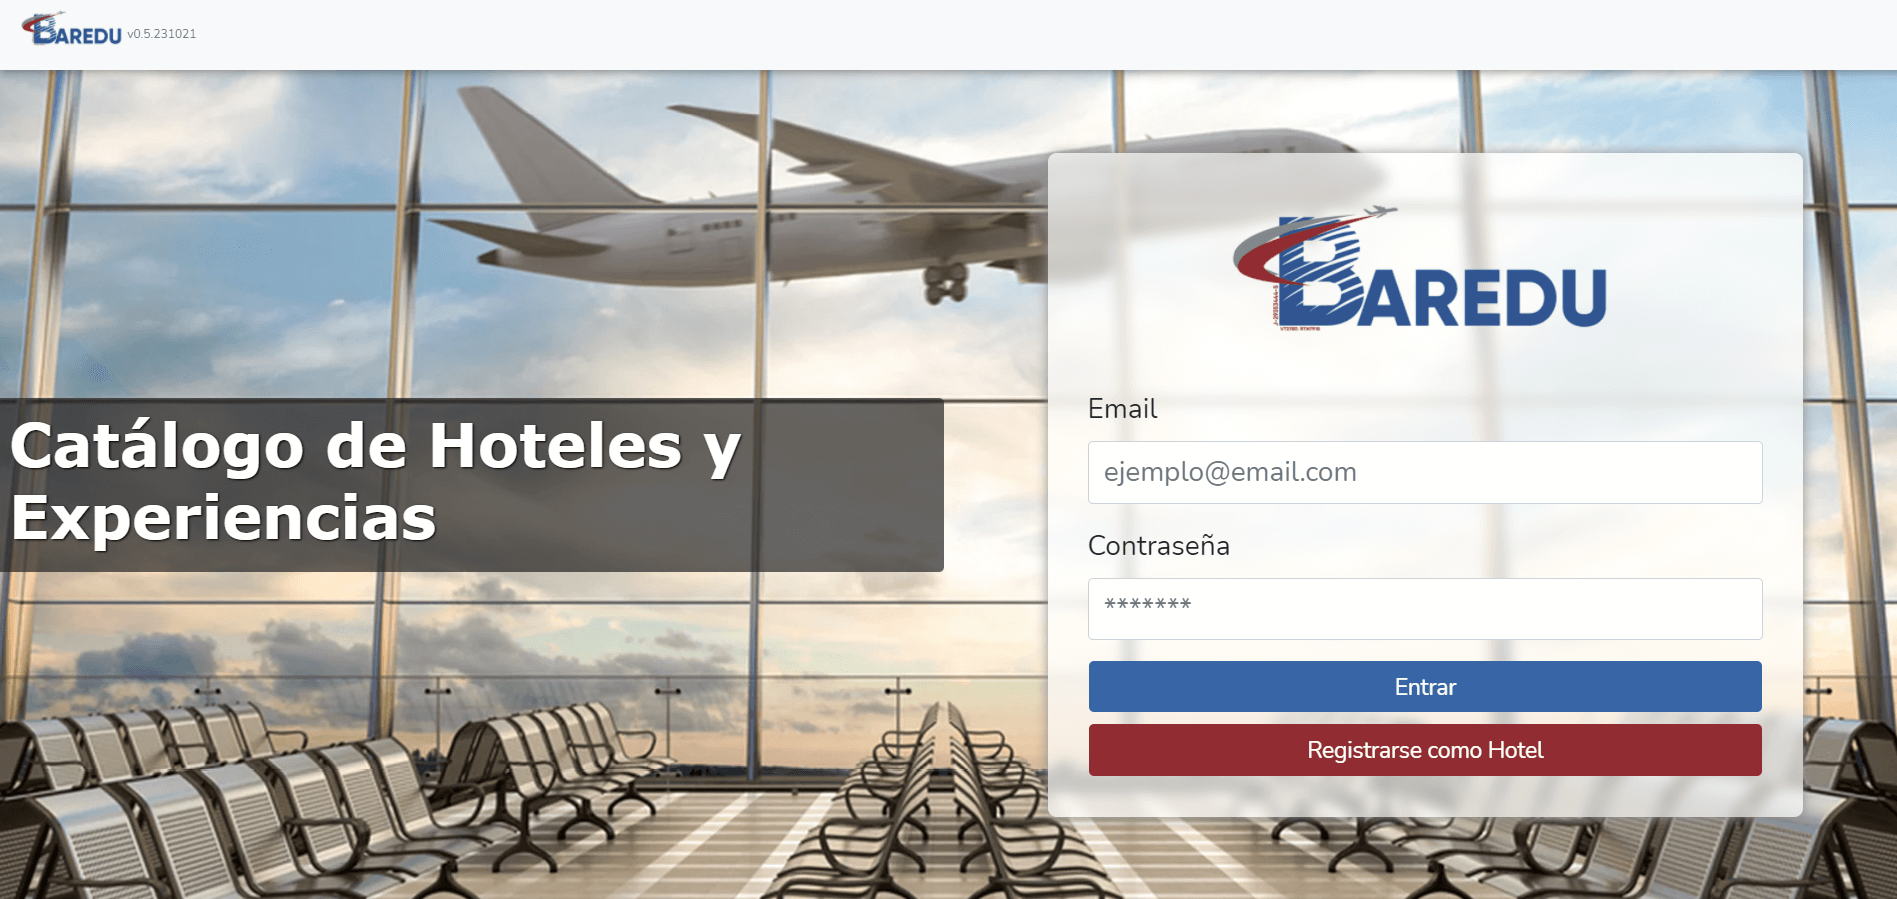 BAREDU v0.5.231021
BAREDU
Catálogo de Hoteles y
Experiencias
Email
ejemplo@email.com
Contraseña
*******
Entrar
Registrarse como Hotel